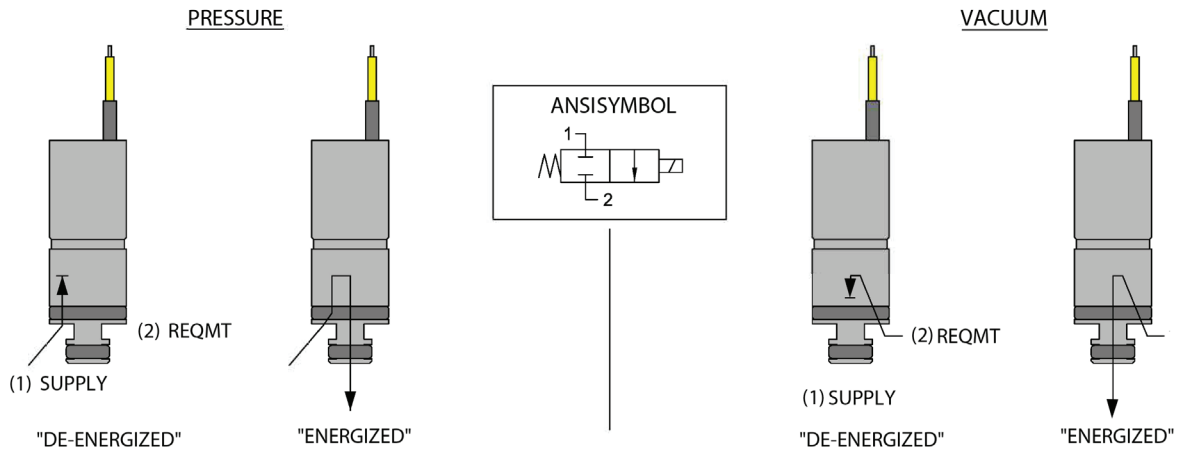 PRESSURE
VACUUM
ANSISYMBOL
1
2
(2) REQMT
(1) SUPPLY
"DE-ENERGIZED"
"ENERGIZED"
(2) REQMT
(1) SUPPLY
"DE-ENERGIZED"
"ENERGIZED"